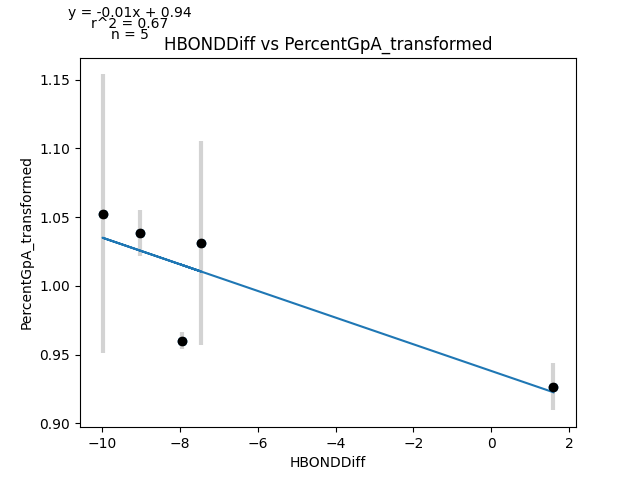 y = -0.01x + 0.94
r^2 = 0.67
n = 5
HBONDDiff vs PercentGpA_transformed
PercentGpA_transformed
1.15
1.10
1.05
1.00
0.95
0.90
−10
−8
−6
−4
−2
0
2
HBONDDiff